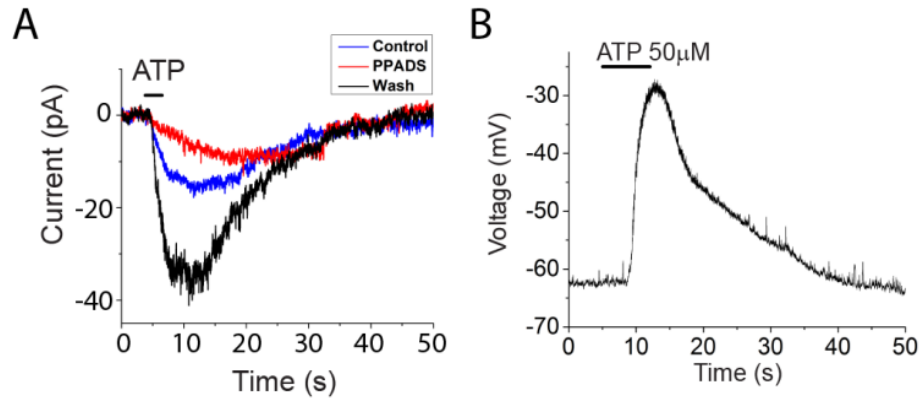 A
Control
PPADS
Wash
ATP
0
-20
-40
Current (pA)
0 10 20 30 40 50
Time (s)
B
ATP 50μM
-30
-40
-50
-60
-70
Voltage (mV)
0 10 20 30 40 50
Time (s)